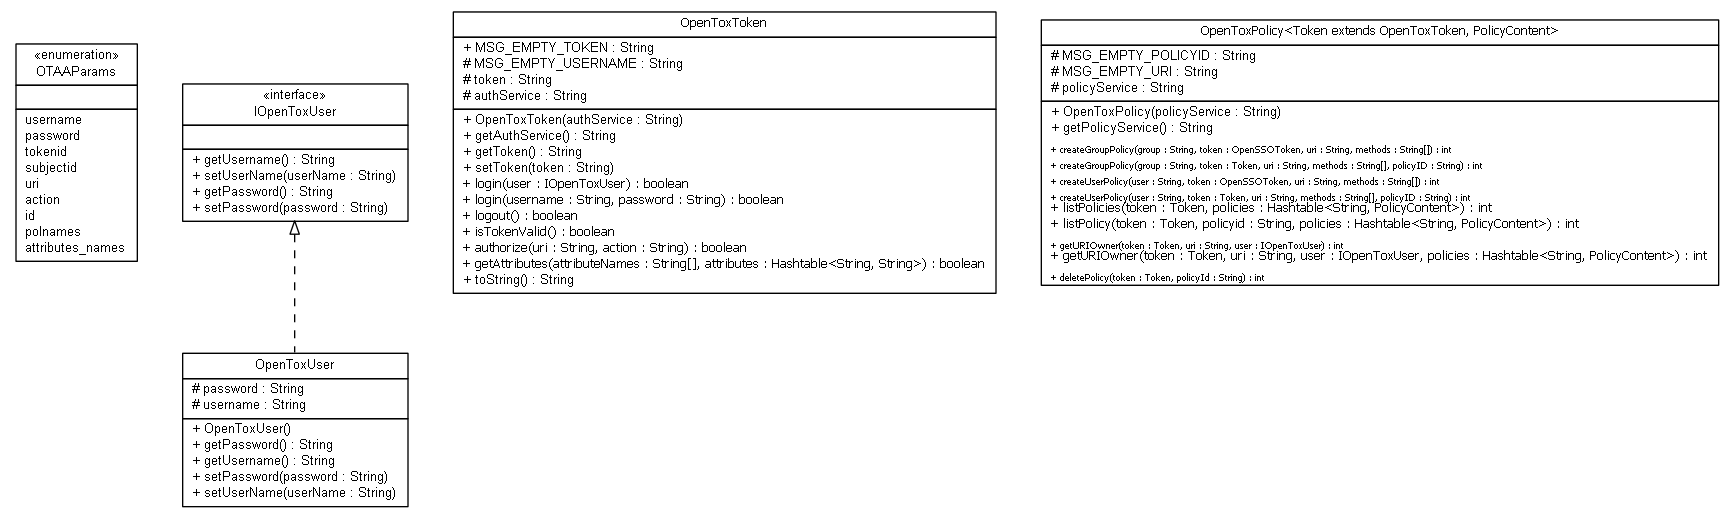 «enumeration»
OTAAParams
username
password
tokenid
subjectid
uri
action
id
polnames
attributes_names
«interface»
IOpenToxUser
+ getUsername() : String
+ setUserName(userName : String)
+ getPassword() : String
+ setPassword(password : String)
OpenToxUser
# password : String
# username : String
+ OpenToxUser()
+ getPassword() : String
+ getUsername() : String
+ setPassword(password : String)
+ setUserName(userName : String)
OpenToxToken
+ MSG_EMPTY_TOKEN : String
# MSG_EMPTY_USERNAME : String
# token : String
# authService : String
+ OpenToxToken(authService : String)
+ getAuthService() : String
+ getToken() : String
+ setToken(token : String)
+ login(user : IOpenToxUser) : boolean
+ login(username : String, password : String) : boolean
+ logout() : boolean
+ isTokenValid() : boolean
+ authorize(uri : String, action : String) : boolean
+ getAttributes(attributeNames : String[], attributes : Hashtable<String, String>) : boolean
+ toString() : String
OpenToxPolicy<Token extends OpenToxToken, PolicyContent>
# MSG_EMPTY_POLICYID : String
# MSG_EMPTY_URI : String
# policyService : String
+ OpenToxPolicy(policyService : String)
+ getPolicyService() : String
+ createGroupPolicy(group : String, token : OpenSSOToken, uri : String, methods : String[]) : int
+ createGroupPolicy(group : String, token : Token, uri : String, methods : String[], policyID : String) : int
+ createUserPolicy(user : String, token : OpenSSOToken, uri : String, methods : String[]) : int
+ createUserPolicy(user : String, token : Token, uri : String, methods : String[], policyID : String) : int
+ listPolicies(token : Token, policies : Hashtable<String, PolicyContent>) : int
+ listPolicy(token : Token, policyid : String, policies : Hashtable<String, PolicyContent>) : int
+ getURIOwner(token : Token, uri : String, user : IOpenToxUser) : int
+ getURIOwner(token : Token, uri : String, user : IOpenToxUser, policies : Hashtable<String, PolicyContent>) : int
+ deletePolicy(token : Token, policyId : String) : int